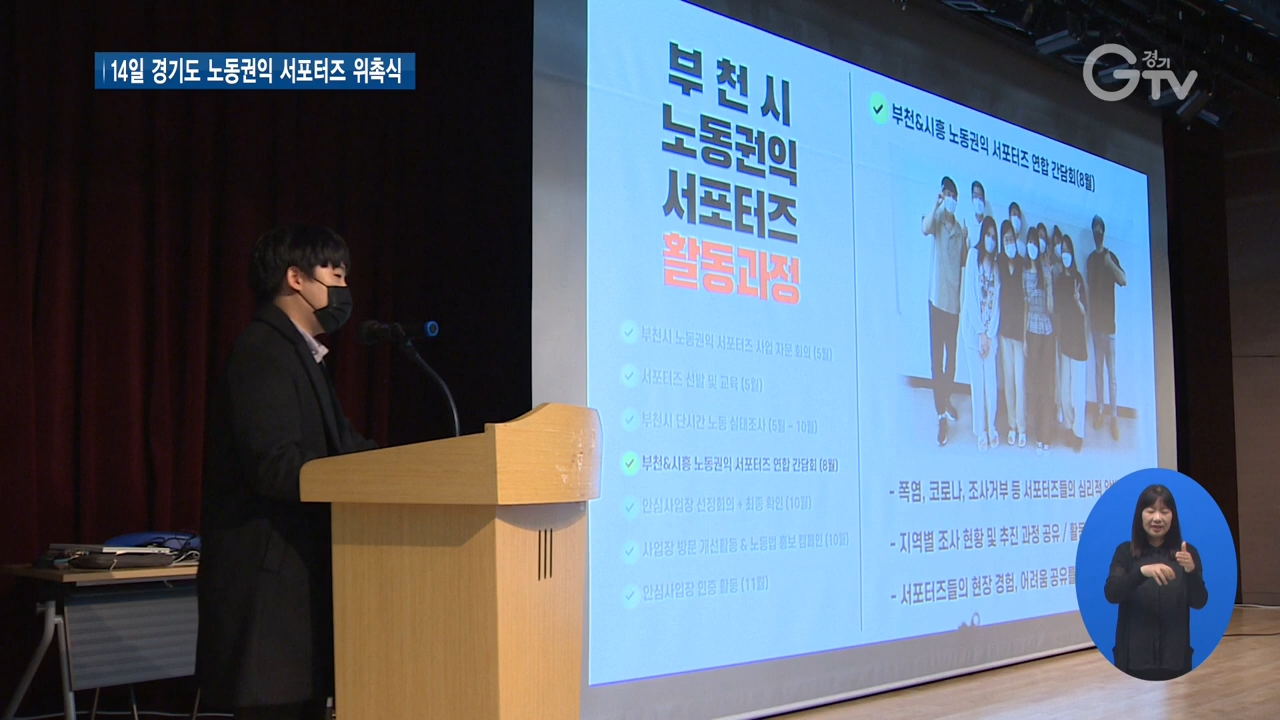 14일 경기도 노동권익 서포터즈 위촉식
경기
GTV
부천시
노동권익
서포터즈
활동과정
부천시 노동권익 서포터즈 사업 자문 회의 (5월)
서포터즈 선발 및 교육 (5월)
부천시 단시간 노동 실태조사 (5월 ~ 10월)
부천&시흥 노동권익 서포터즈 연합 간담회 (8월)
안심사업장 선정회의 + 최종 확인 (10월)
사업장 방문 개선활동 & 노동법 홍보 캠페인 (10월)
안심사업장 인증 활동 (11월)
부천&시흥 노동권익 서포터즈 연합 간담회(8월)
- 폭염, 코로나, 조사거부 등 서포터즈들의 심리적
- 지역별 조사 현황 및 추진 과정 공유 / 활동
- 서포터즈들의 현장 경험, 어려움 공유를